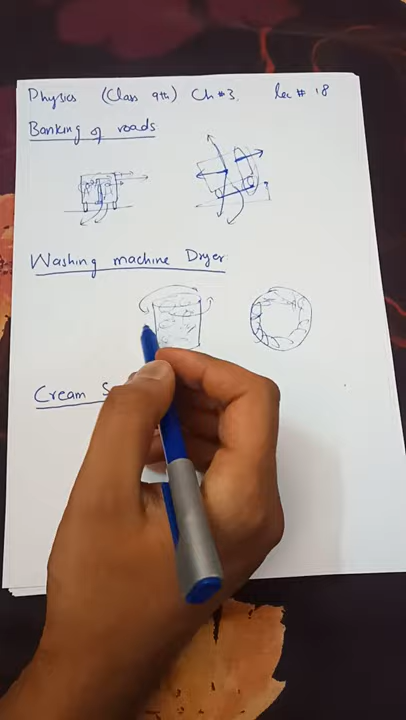 Physics (Class 9th) Ch # 3. Lec # 18
Banking of roads
Washing machine Dryer
Cream S